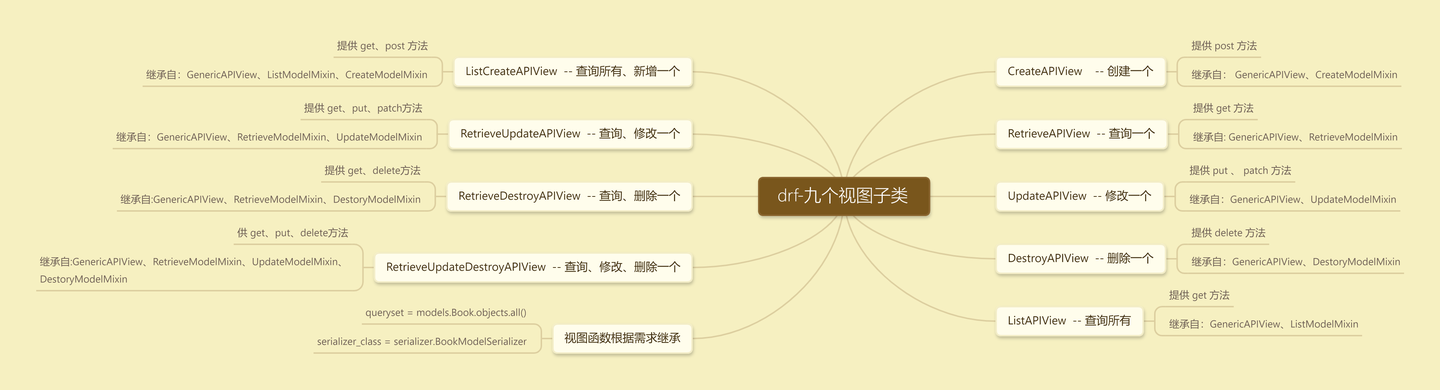 drf-九个视图子类
CreateAPIView -- 创建一个
提供 post 方法
继承自： GenericAPIView、CreateModelMixin
RetrieveAPIView -- 查询一个
提供 get 方法
继承自: GenericAPIView、RetrieveModelMixin
UpdateAPIView -- 修改一个
提供 put 、 patch 方法
继承自：GenericAPIView、UpdateModelMixin
DestroyAPIView -- 删除一个
提供 delete 方法
继承自：GenericAPIView、DestoryModelMixin
ListAPIView -- 查询所有
提供 get 方法
继承自：GenericAPIView、ListModelMixin
ListCreateAPIView -- 查询所有、新增一个
提供 get、post 方法
继承自：GenericAPIView、ListModelMixin、CreateModelMixin
RetrieveUpdateAPIView -- 查询、修改一个
提供 get、put、patch方法
继承自：GenericAPIView、RetrieveModelMixin、UpdateModelMixin
RetrieveDestroyAPIView -- 查询、删除一个
提供 get、delete方法
继承自:GenericAPIView、RetrieveModelMixin、DestoryModelMixin
RetrieveUpdateDestroyAPIView -- 查询、修改、删除一个
供 get、put、delete方法
继承自:GenericAPIView、RetrieveModelMixin、UpdateModelMixin、
DestoryModelMixin
视图函数根据需求继承
queryset = models.Book.objects.all()
serializer_class = serializer.BookModelSerializer